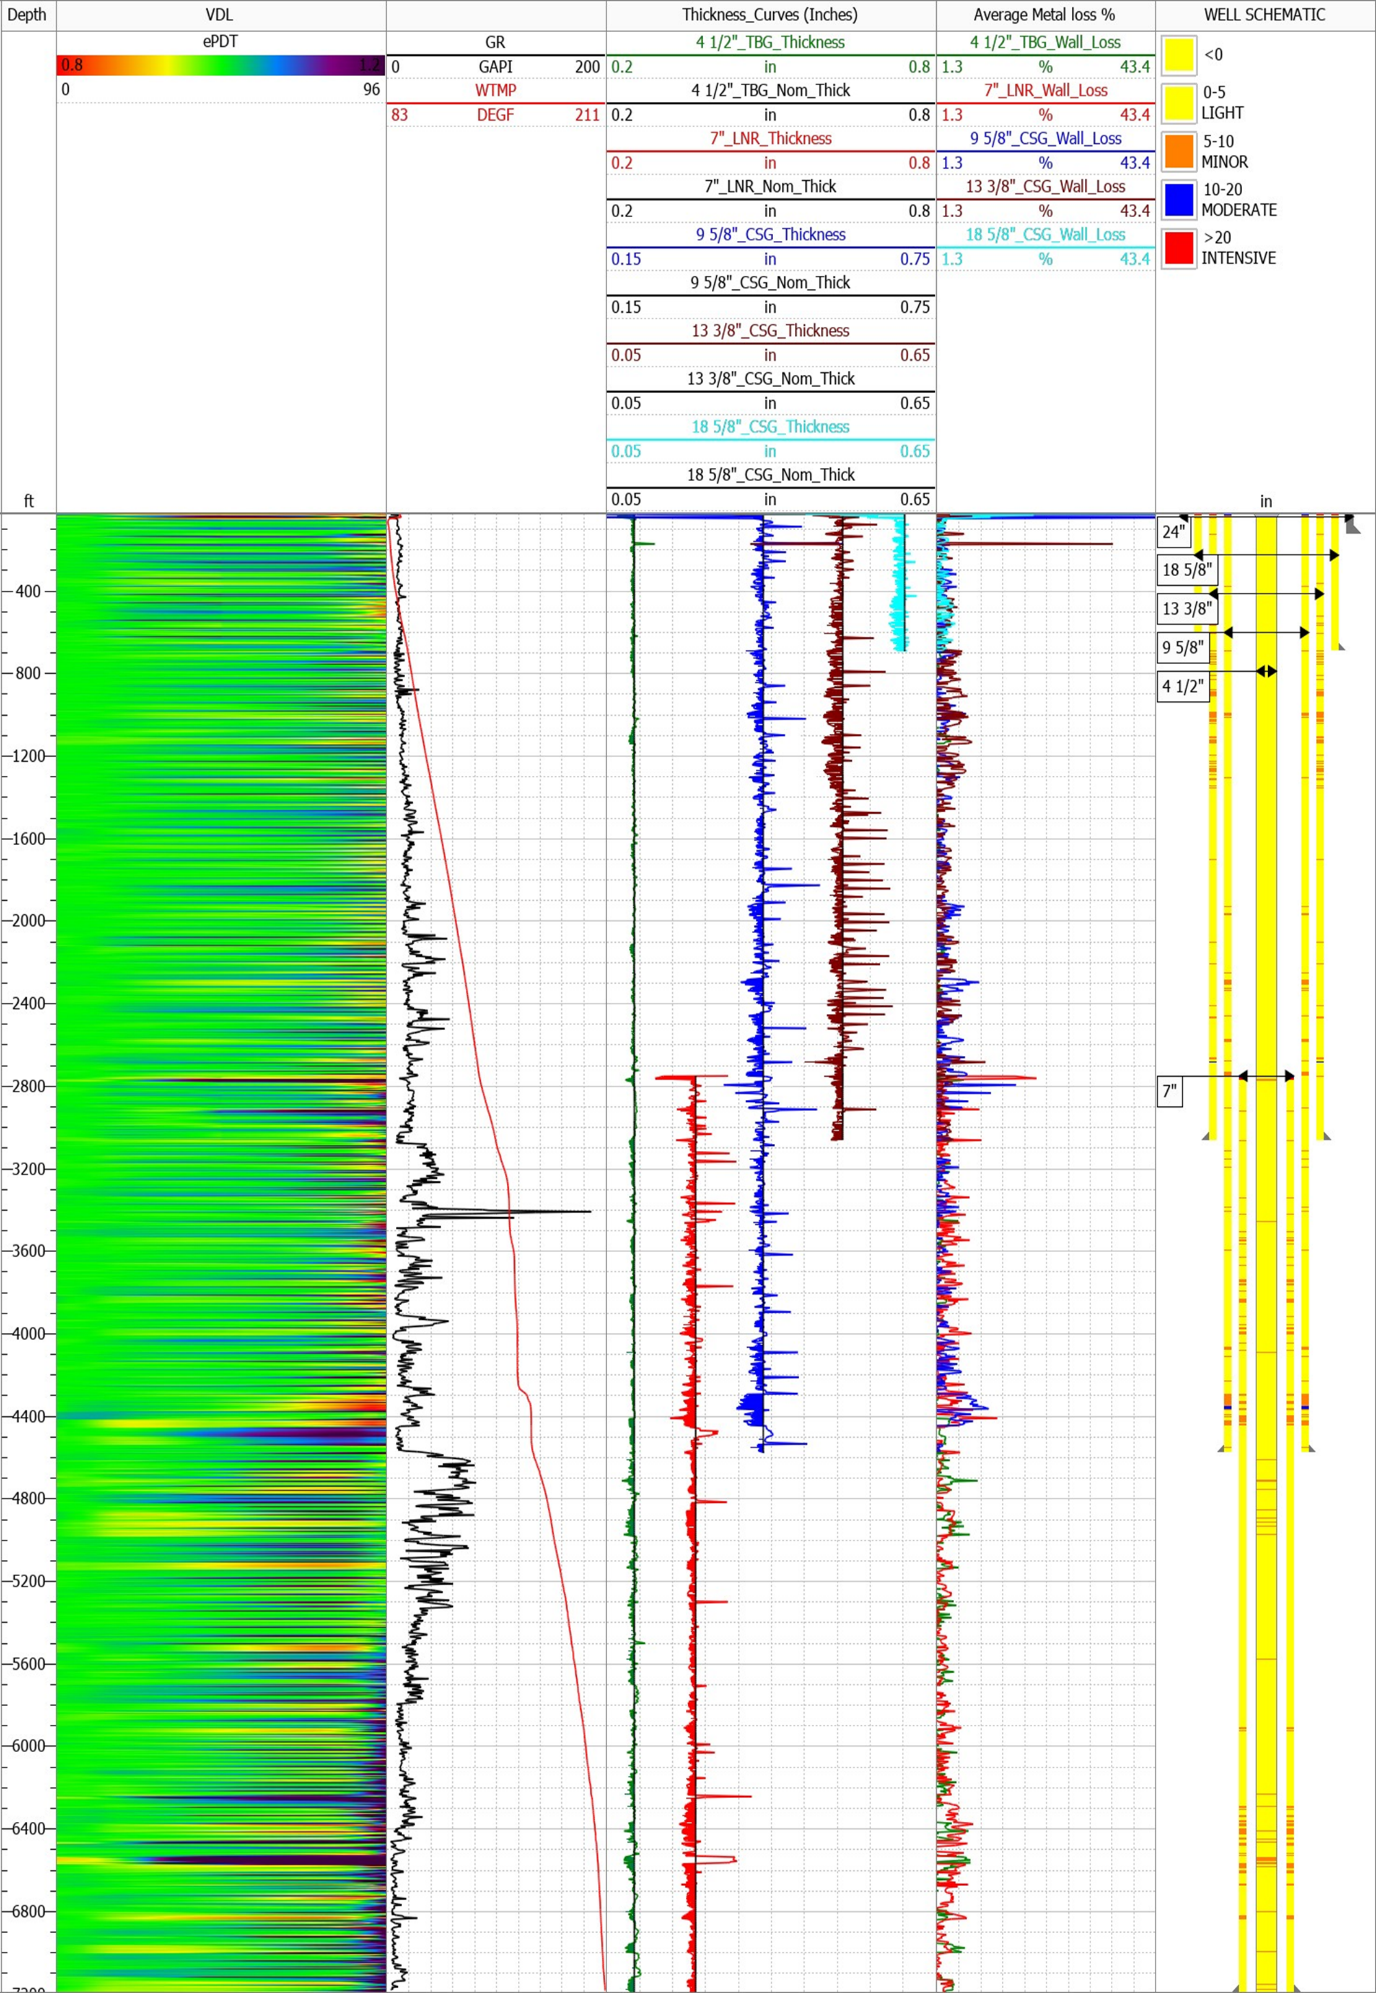 Depth
VDL
Thickness_Curves (Inches)
Average Metal loss %
WELL SCHEMATIC
ePDT
0.8
1.2
0
96
ft
GR
0 GAPI 200
WTMP
83 DEGF 211
4 1/2"_TBG_Thickness
0.2 in 0.8
4 1/2"_TBG_Nom_Thick
0.2 in 0.8
7"_LNR_Thickness
0.2 in 0.8
7"_LNR_Nom_Thick
0.2 in 0.8
9 5/8"_CSG_Thickness
0.15 in 0.75
9 5/8"_CSG_Nom_Thick
0.15 in 0.75
13 3/8"_CSG_Thickness
0.05 in 0.65
13 3/8"_CSG_Nom_Thick
0.05 in 0.65
18 5/8"_CSG_Thickness
0.05 in 0.65
18 5/8"_CSG_Nom_Thick
0.05 in 0.65
4 1/2"_TBG_Wall_Loss
1.3 % 43.4
7"_LNR_Wall_Loss
1.3 % 43.4
9 5/8"_CSG_Wall_Loss
1.3 % 43.4
13 3/8"_CSG_Wall_Loss
1.3 % 43.4
18 5/8"_CSG_Wall_Loss
1.3 % 43.4
<0
0-5
LIGHT
5-10
MINOR
10-20
MODERATE
>20
INTENSIVE
in
400
800
1200
1600
2000
2400
2800
3200
3600
4000
4400
4800
5200
5600
6000
6400
6800
7200
24"
18 5/8"
13 3/8"
9 5/8"
4 1/2"
7"